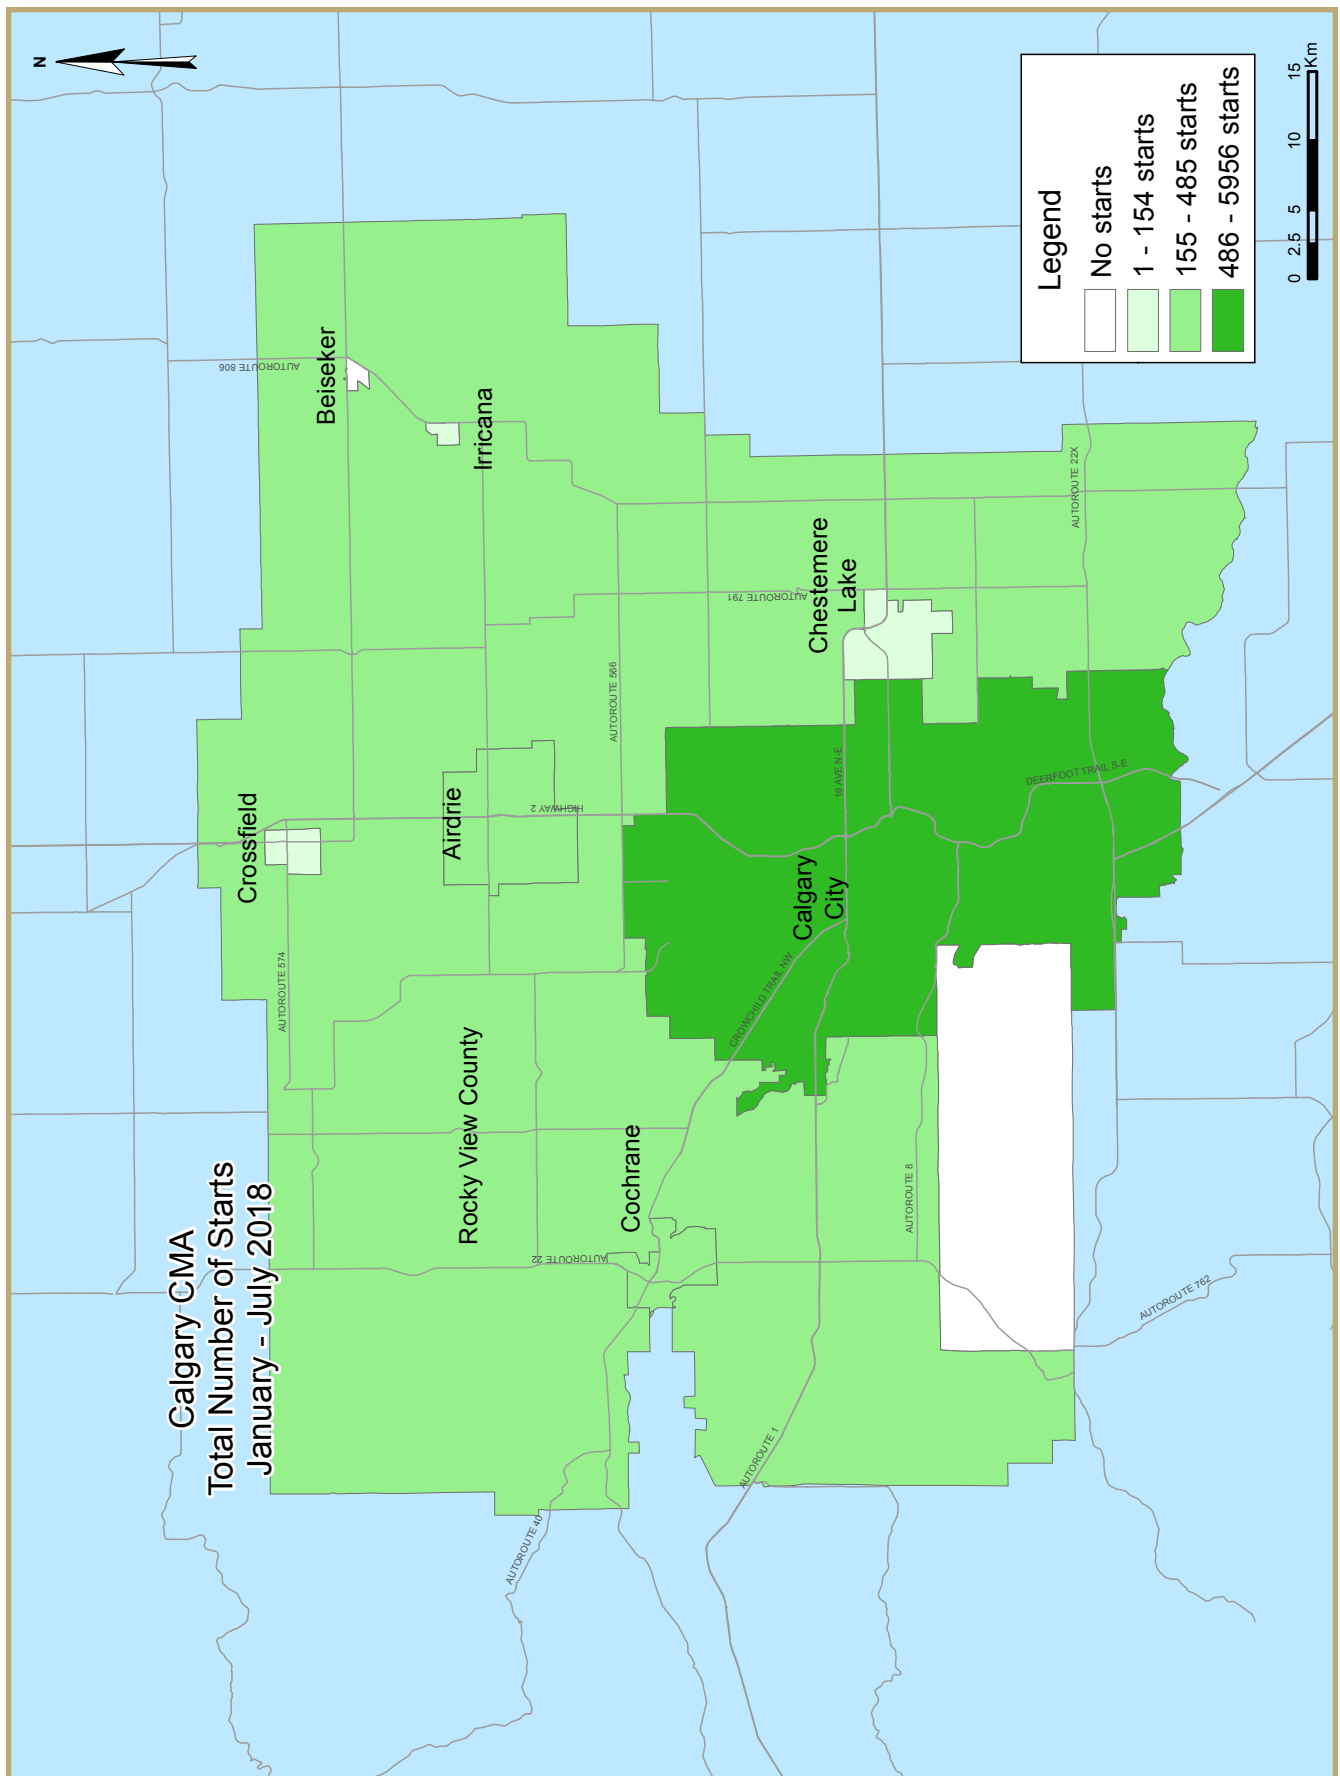 Calgary CMA
Total Number of Starts
January - July 2018
N
Crossfield
Beiseker
Irricana
Airdrie
Rocky View County
Cochrane
Chestemere
Lake
Calgary
City
AUTOROUTE 806
AUTOROUTE 574
AUTOROUTE 566
AUTOROUTE 791
HIGHWAY 2
AUTOROUTE 22
AUTOROUTE 40
CROWCHILD TRAIL NW
16 AVE N-E
AUTOROUTE 1
AUTOROUTE 8
DEERFOOT TRAIL S-E
AUTOROUTE 22X
AUTOROUTE 762
Legend
No starts
1 - 154 starts
155 - 485 starts
486 - 5956 starts
0 2.5 5 10 15
Km